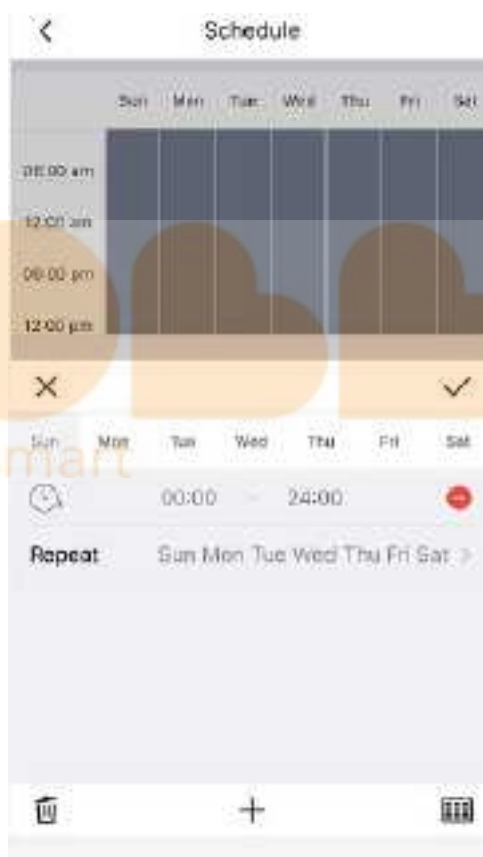 Schedule
Sun Mon Tue Wed Thu Fri Sat
06:00 am
12:00 am
06:00 pm
12:00 pm
Sun Mon Tue Wed Thu Fri Sat
mart
00:00 - 24:00
Repeat Sun Mon Tue Wed Thu Fri Sat >